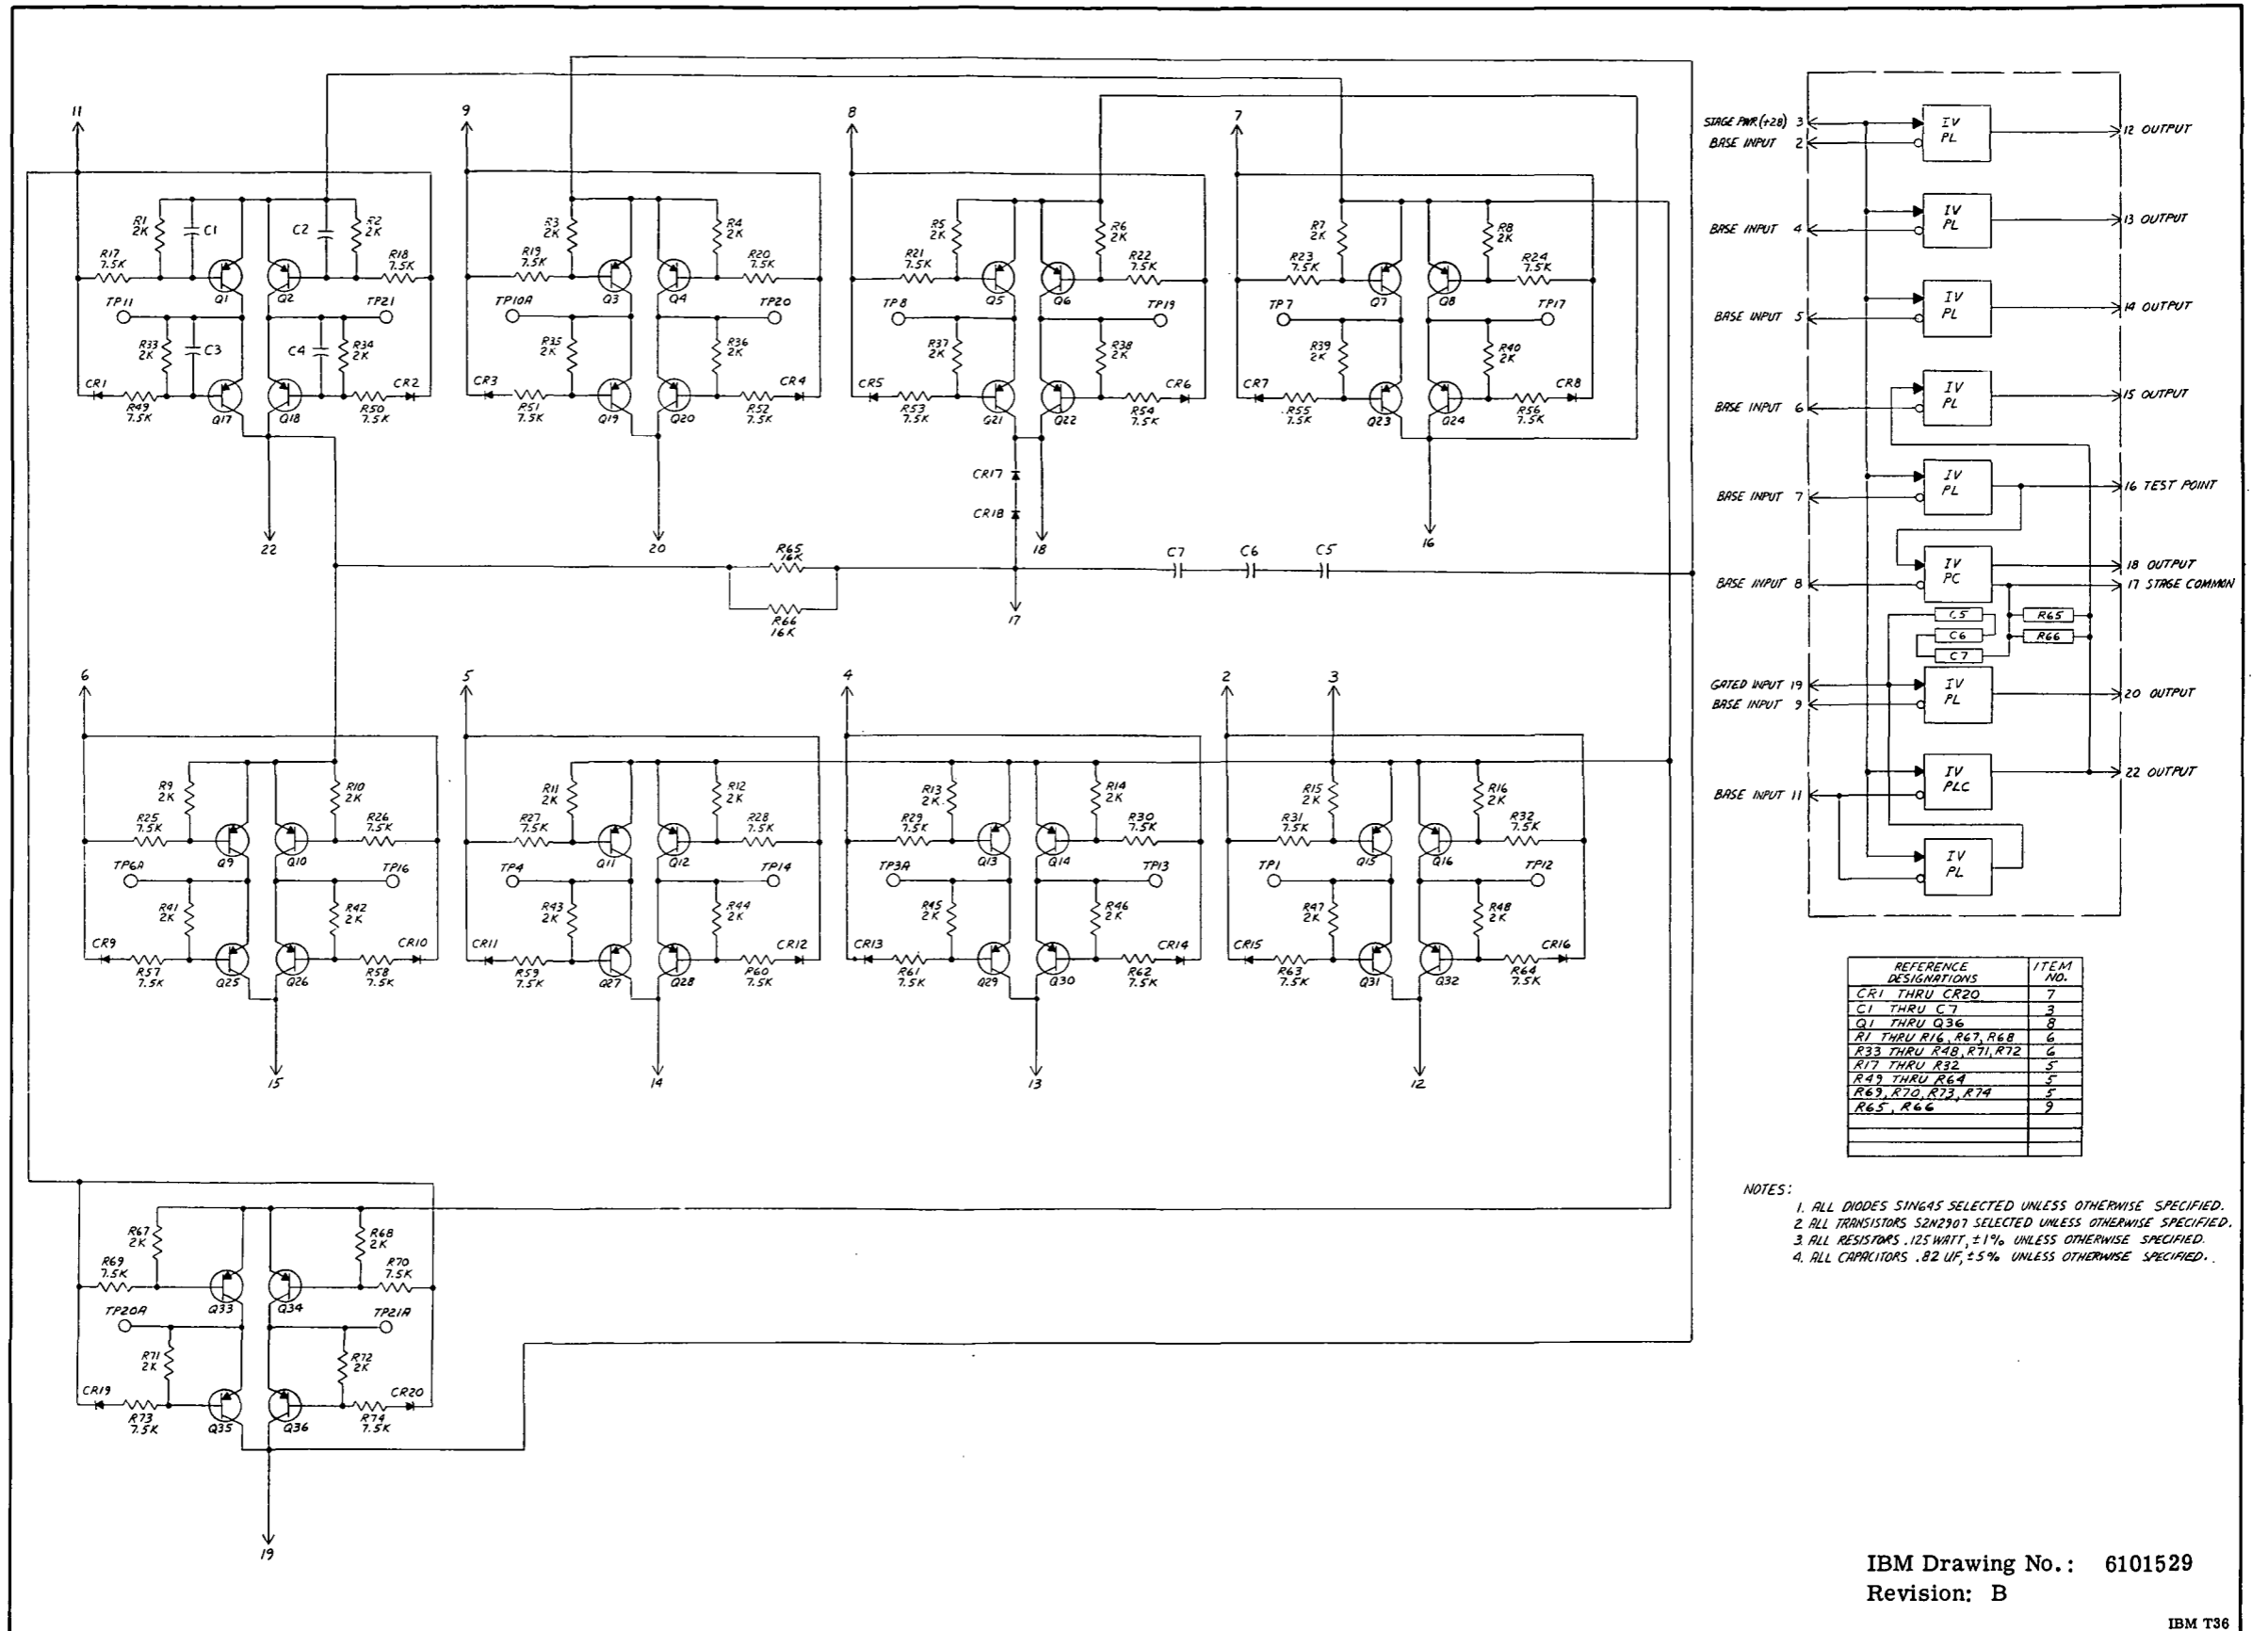 11
9
8
7
R1
2K
C1
C2
R2
2K
R17
7.5K
R18
7.5K
Q1
Q2
TP11
TP21
R33
2K
C3
C4
R34
2K
CR1
R49
7.5K
Q17
Q18
R50
7.5K
CR2
22
R3
2K
R4
2K
R19
7.5K
R20
7.5K
Q3
Q4
TP10A
TP20
R35
2K
R36
2K
CR3
R51
7.5K
Q19
Q20
R52
7.5K
CR4
20
R5
2K
R6
2K
R21
7.5K
R22
7.5K
Q5
Q6
TP8
TP19
R37
2K
R38
2K
CR5
R53
7.5K
Q21
Q22
R54
7.5K
CR6
CR17
CR18
18
R7
2K
R8
2K
R23
7.5K
R24
7.5K
Q7
Q8
TP7
TP17
R39
2K
R40
2K
CR7
R55
7.5K
Q23
Q24
R56
7.5K
CR8
16
R65
16K
R66
16K
C7
C6
C5
17
6
5
4
2
3
R9
2K
R10
2K
R25
7.5K
R26
7.5K
Q9
Q10
TP6A
TP16
R41
2K
R42
2K
CR9
R57
7.5K
Q25
Q26
R58
7.5K
CR10
15
R11
2K
R12
2K
R27
7.5K
R28
7.5K
Q11
Q12
TP4
TP14
R43
2K
R44
2K
CR11
R59
7.5K
Q27
Q28
R60
7.5K
CR12
14
R13
2K
R14
2K
R29
7.5K
R30
7.5K
Q13
Q14
TP3A
TP13
R45
2K
R46
2K
CR13
R61
7.5K
Q29
Q30
R62
7.5K
CR14
13
R15
2K
R16
2K
R31
7.5K
R32
7.5K
Q15
Q16
TP1
TP12
R47
2K
R48
2K
CR15
R63
7.5K
Q31
Q32
R64
7.5K
CR16
12
R67
2K
R68
2K
R69
7.5K
R70
7.5K
Q33
Q34
TP20A
TP21A
R71
2K
R72
2K
CR19
R73
7.5K
Q35
Q36
R74
7.5K
CR20
19
STAGE PWR (+28) 3
BASE INPUT 2
IV
PL
12 OUTPUT
BASE INPUT 4
IV
PL
13 OUTPUT
BASE INPUT 5
IV
PL
14 OUTPUT
BASE INPUT 6
IV
PL
15 OUTPUT
BASE INPUT 7
IV
PL
16 TEST POINT
BASE INPUT 8
IV
PC
18 OUTPUT
17 STAGE COMMON
C5
R65
C6
R66
C7
GATED INPUT 19
BASE INPUT 9
IV
PL
20 OUTPUT
BASE INPUT 11
IV
PLC
22 OUTPUT
IV
PL
REFERENCE DESIGNATIONS ITEM NO.
CR1 THRU CR20 7
C1 THRU C7 3
Q1 THRU Q36 8
R1 THRU R16, R67, R68 6
R33 THRU R48, R71, R72 6
R17 THRU R32 5
R49 THRU R64 5
R69, R70, R73, R74 5
R65, R66 9
NOTES:
1. ALL DIODES S1N645 SELECTED UNLESS OTHERWISE SPECIFIED.
2. ALL TRANSISTORS S2N2907 SELECTED UNLESS OTHERWISE SPECIFIED.
3. ALL RESISTORS .125 WATT, ±1% UNLESS OTHERWISE SPECIFIED.
4. ALL CAPACITORS .82 UF, ±5% UNLESS OTHERWISE SPECIFIED.
IBM Drawing No.: 6101529
Revision: B
IBM T36